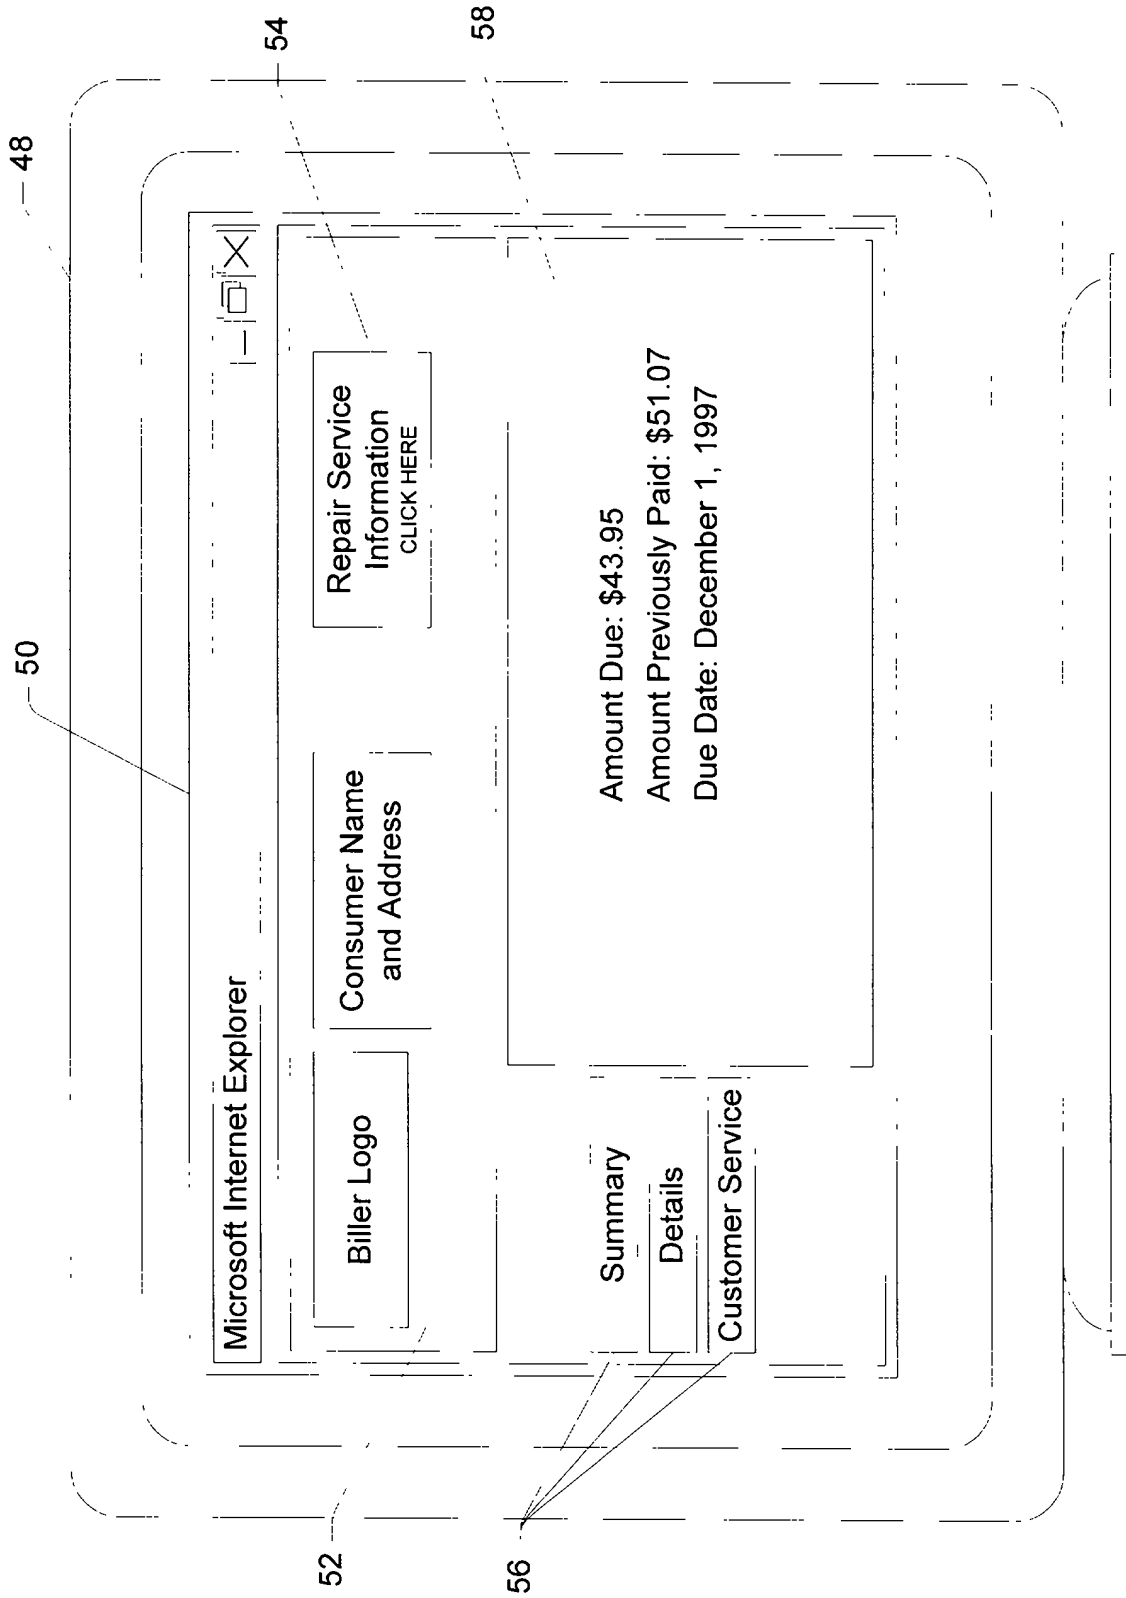 48
50
54
58
Microsoft Internet Explorer
Biller Logo
Consumer Name
and Address
Repair Service
Information
CLICK HERE
52
Summary
Details
Customer Service
56
Amount Due: $43.95
Amount Previously Paid: $51.07
Due Date: December 1, 1997